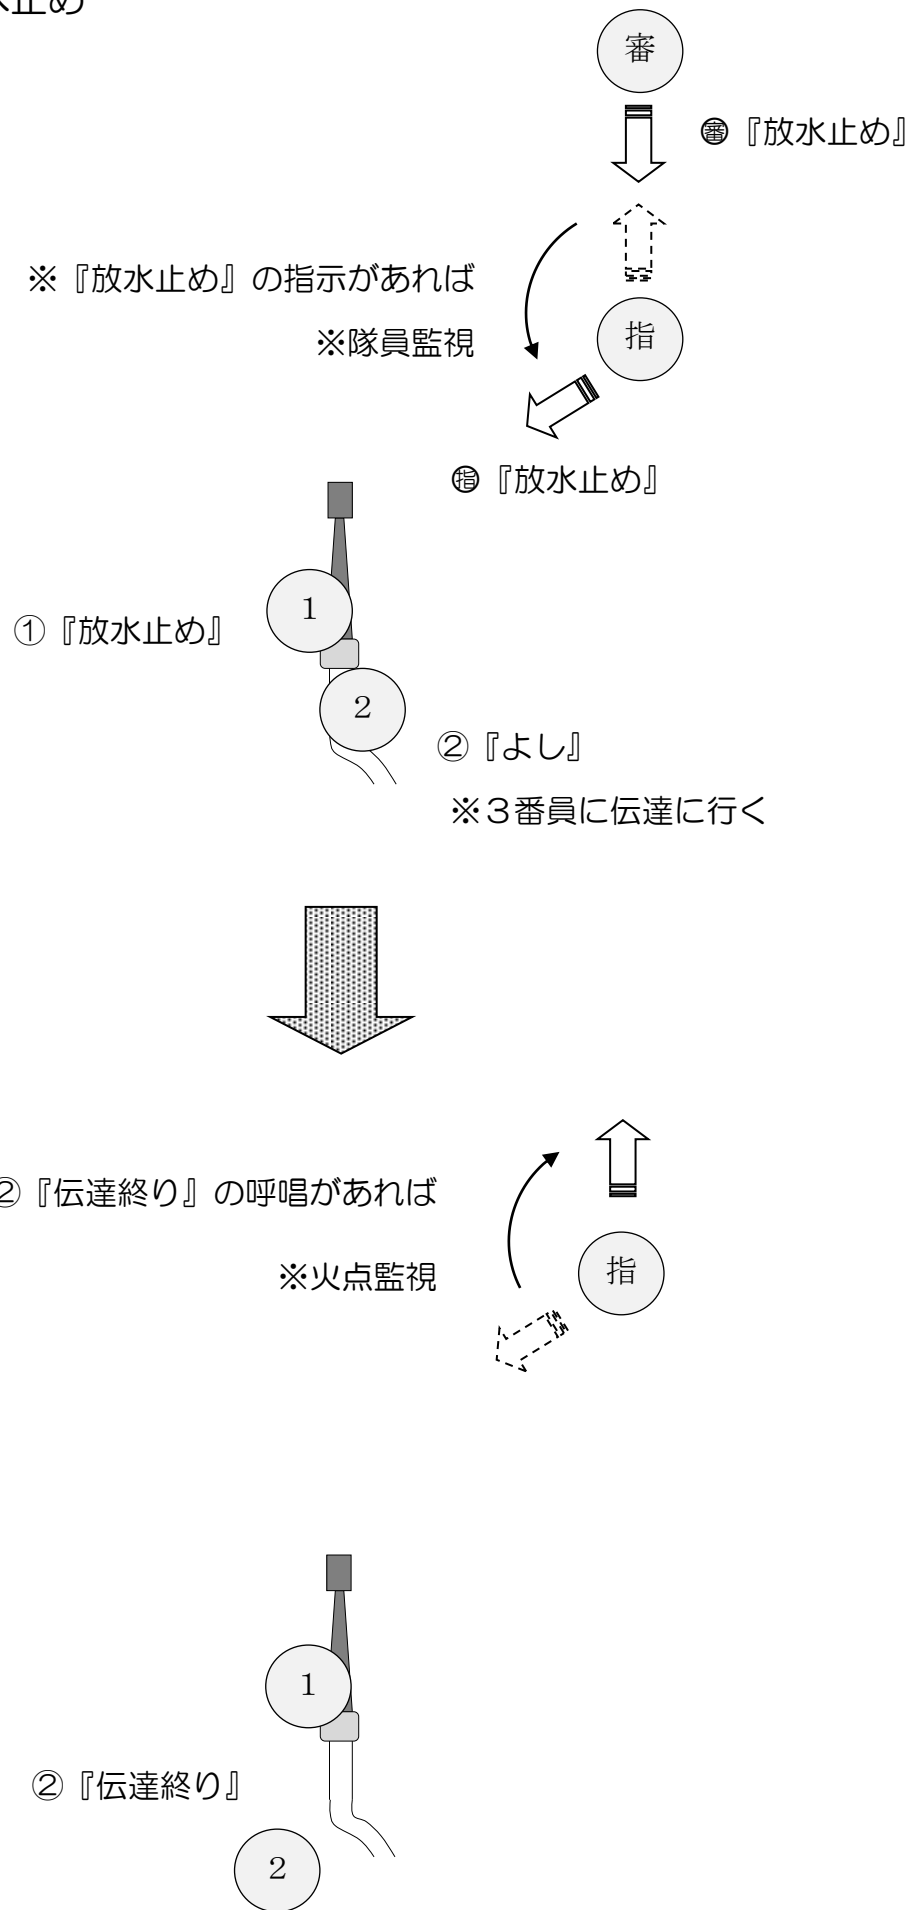 水止め
審
㊢『放水止め』
※『放水止め』の指示があれば
※隊員監視
指
指『放水止め』
1
①『放水止め』
2
②『よし』
※３番員に伝達に行く
②『伝達終り』の呼唱があれば
指
※火点監視
1
②『伝達終り』
2